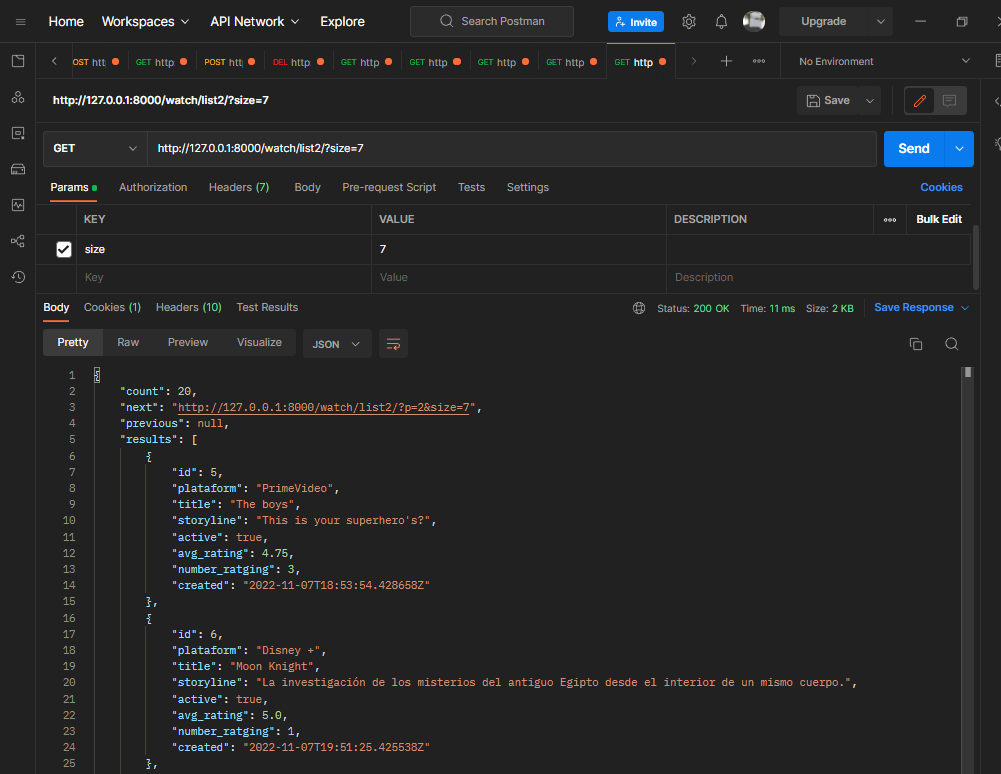 Home Workspaces API Network Explore Search Postman Invite Upgrade
OST htt GET http POST htt DEL http GET http GET http GET http GET http GET http No Environment
http://127.0.0.1:8000/watch/list2/?size=7 Save
GET http://127.0.0.1:8000/watch/list2/?size=7 Send
Params Authorization Headers (7) Body Pre-request Script Tests Settings Cookies
KEY VALUE DESCRIPTION Bulk Edit
size 7
Key Value Description
Body Cookies (1) Headers (10) Test Results Status: 200 OK Time: 11 ms Size: 2 KB Save Response
Pretty Raw Preview Visualize JSON
1 {
2 "count": 20,
3 "next": "http://127.0.0.1:8000/watch/list2/?p=2&size=7",
4 "previous": null,
5 "results": [
6 {
7 "id": 5,
8 "plataform": "PrimeVideo",
9 "title": "The boys",
10 "storyline": "This is your superhero's?",
11 "active": true,
12 "avg_rating": 4.75,
13 "number_ratging": 3,
14 "created": "2022-11-07T18:53:54.428658Z"
15 },
16 {
17 "id": 6,
18 "plataform": "Disney +",
19 "title": "Moon Knight",
20 "storyline": "La investigación de los misterios del antiguo Egipto desde el interior de un mismo cuerpo.",
21 "active": true,
22 "avg_rating": 5.0,
23 "number_ratging": 1,
24 "created": "2022-11-07T19:51:25.425538Z"
25 },